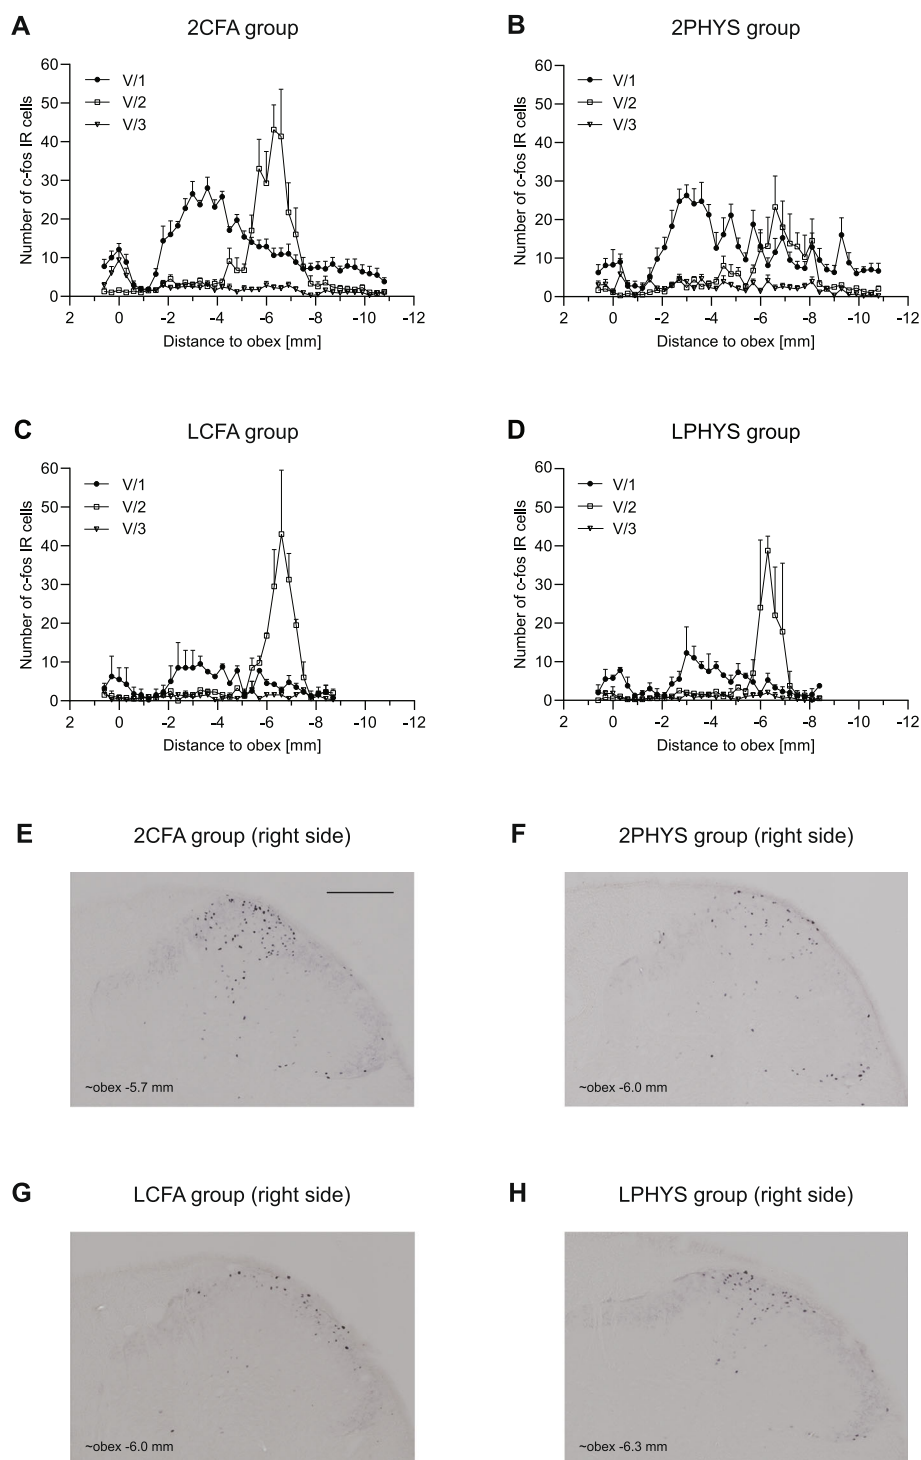 A
2CFA group
60
50
40
30
20
10
0
Number of c-fos IR cells
V/1
V/2
V/3
2 0 -2 -4 -6 -8 -10 -12
Distance to obex [mm]
B
2PHYS group
60
50
40
30
20
10
0
Number of c-fos IR cells
V/1
V/2
V/3
2 0 -2 -4 -6 -8 -10 -12
Distance to obex [mm]
C
LCFA group
60
50
40
30
20
10
0
Number of c-fos IR cells
V/1
V/2
V/3
2 0 -2 -4 -6 -8 -10 -12
Distance to obex [mm]
D
LPHYS group
60
50
40
30
20
10
0
Number of c-fos IR cells
V/1
V/2
V/3
2 0 -2 -4 -6 -8 -10 -12
Distance to obex [mm]
E
2CFA group (right side)
~obex -5.7 mm
F
2PHYS group (right side)
~obex -6.0 mm
G
LCFA group (right side)
~obex -6.0 mm
H
LPHYS group (right side)
~obex -6.3 mm